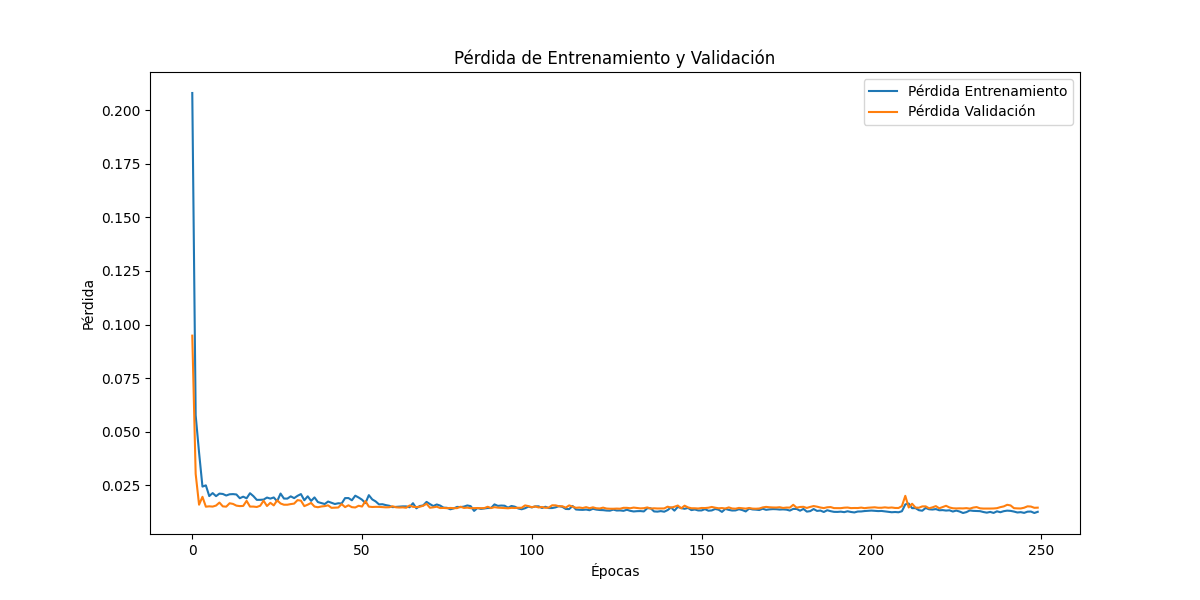 Pérdida de Entrenamiento y Validación
Pérdida Entrenamiento
Pérdida Validación
0.200
0.175
0.150
0.125
0.100
0.075
0.050
0.025
Pérdida
0 50 100 150 200 250
Épocas